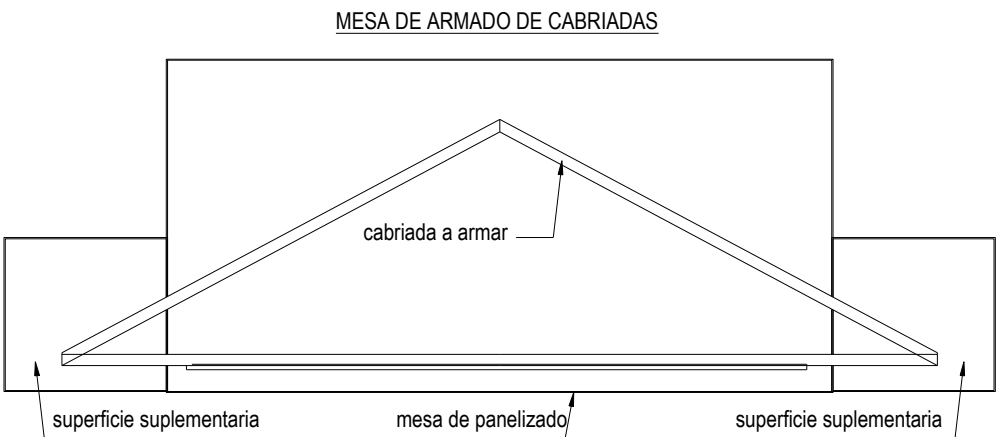 MESA DE ARMADO DE CABRIADAS
cabriada a armar
superficie suplementaria
mesa de panelizado
superficie suplementaria